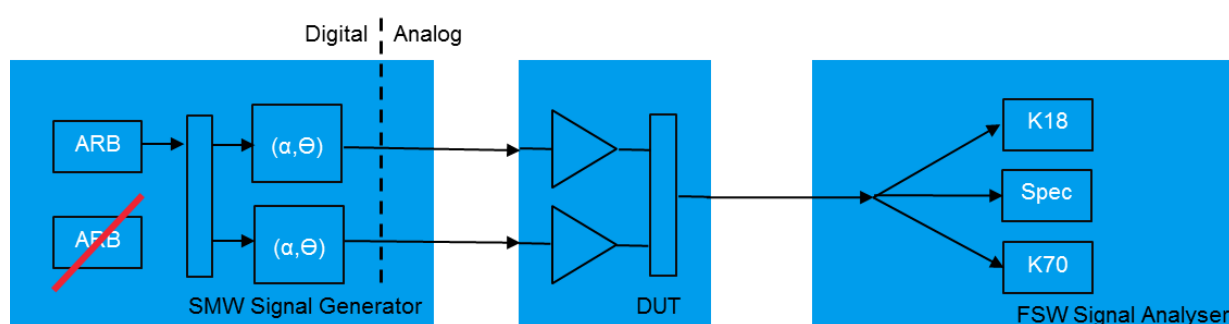 Digital Analog
ARB
(α,Ө)
K18
ARB
(α,Ө)
Spec
K70
SMW Signal Generator
DUT
FSW Signal Analyser